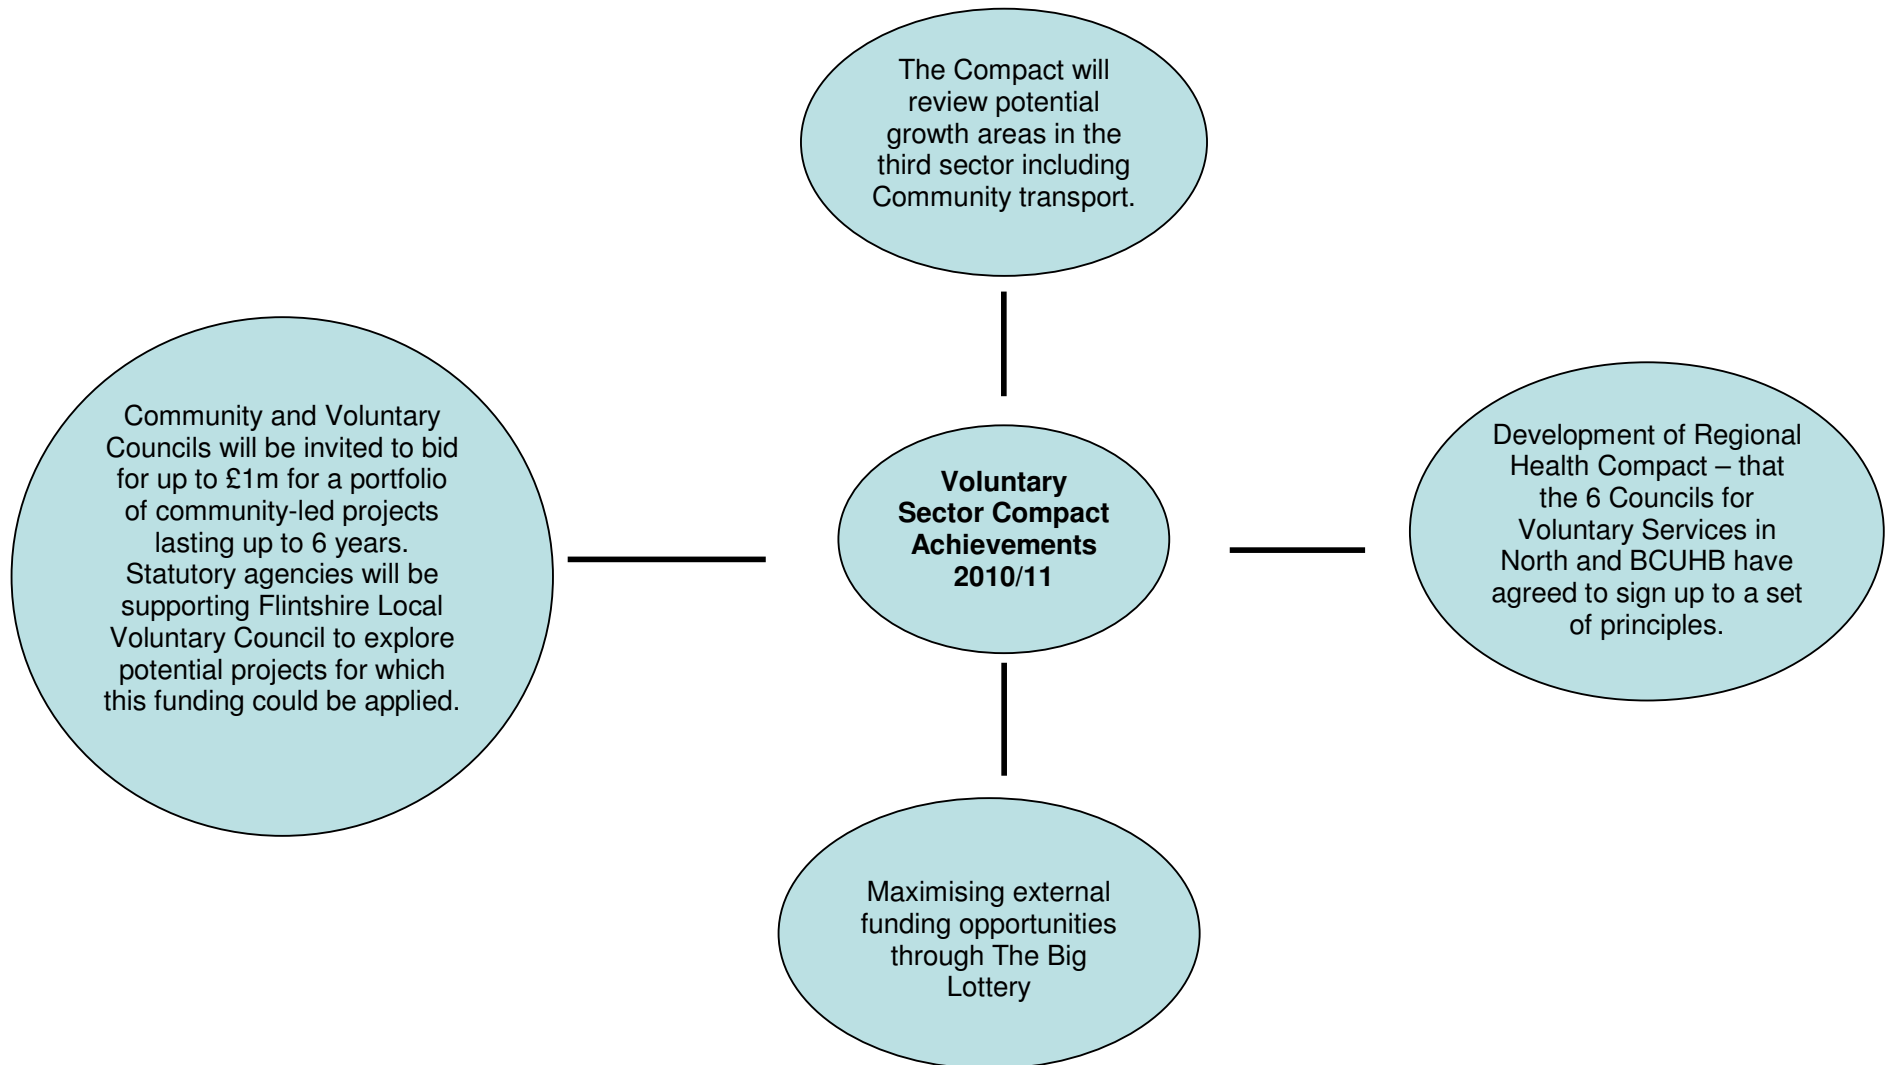 The Compact will
review potential
growth areas in the
third sector including
Community transport.
Community and Voluntary
Councils will be invited to bid
for up to £1m for a portfolio
of community-led projects
lasting up to 6 years.
Statutory agencies will be
supporting Flintshire Local
Voluntary Council to explore
potential projects for which
this funding could be applied.
Voluntary
Sector Compact
Achievements
2010/11
Development of Regional
Health Compact – that
the 6 Councils for
Voluntary Services in
North and BCUHB have
agreed to sign up to a set
of principles.
Maximising external
funding opportunities
through The Big
Lottery